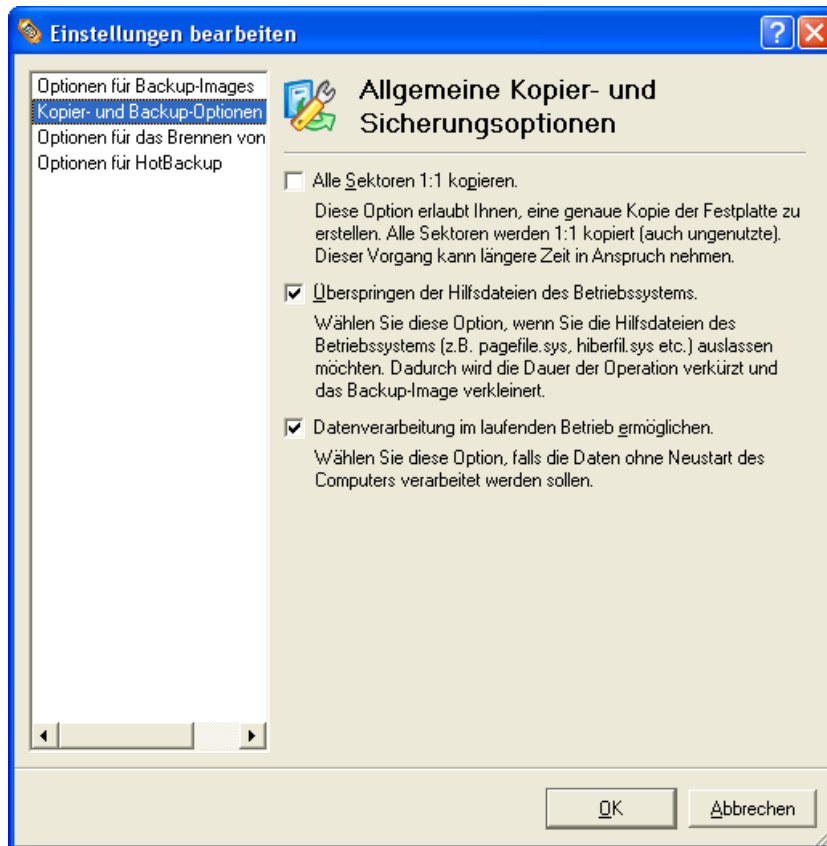 Einstellungen bearbeiten
Optionen für Backup-Images
Kopier- und Backup-Optionen
Optionen für das Brennen von
Optionen für HotBackup
Allgemeine Kopier- und
Sicherungsoptionen
Alle Sektoren 1:1 kopieren.
Diese Option erlaubt Ihnen, eine genaue Kopie der Festplatte zu
erstellen. Alle Sektoren werden 1:1 kopiert (auch ungenutzte).
Dieser Vorgang kann längere Zeit in Anspruch nehmen.
Überspringen der Hilfsdateien des Betriebssystems.
Wählen Sie diese Option, wenn Sie die Hilfsdateien des
Betriebssystems (z.B. pagefile.sys, hiberfil.sys etc.) auslassen
möchten. Dadurch wird die Dauer der Operation verkürzt und
das Backup-Image verkleinert.
Datenverarbeitung im laufenden Betrieb ermöglichen.
Wählen Sie diese Option, falls die Daten ohne Neustart des
Computers verarbeitet werden sollen.
OK
Abbrechen